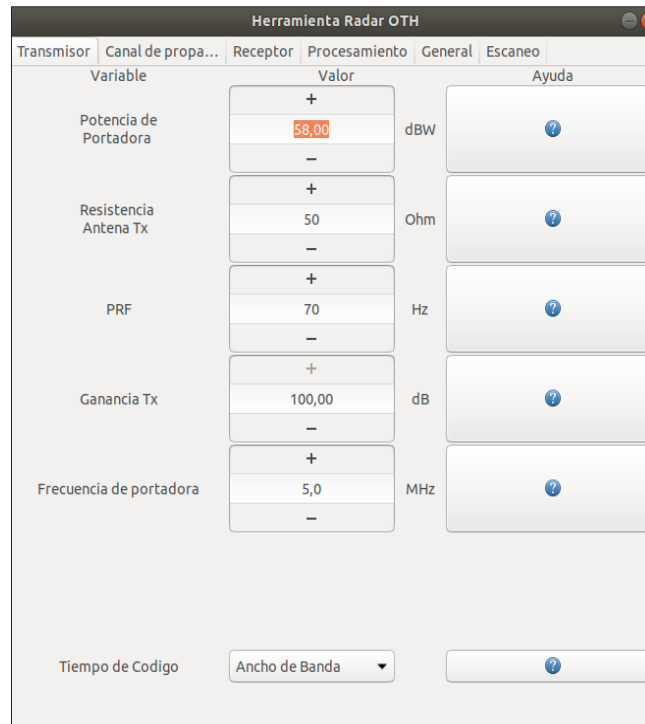 Herramienta Radar OTH
Transmisor Canal de propa... Receptor Procesamiento General Escaneo
Variable Valor Ayuda
+
Potencia de
Portadora
58,00 dBW
−
+
Resistencia
Antena Tx
50 Ohm
−
+
PRF 70 Hz
−
+
Ganancia Tx 100,00 dB
−
+
Frecuencia de portadora 5,0 MHz
−
Tiempo de Codigo Ancho de Banda